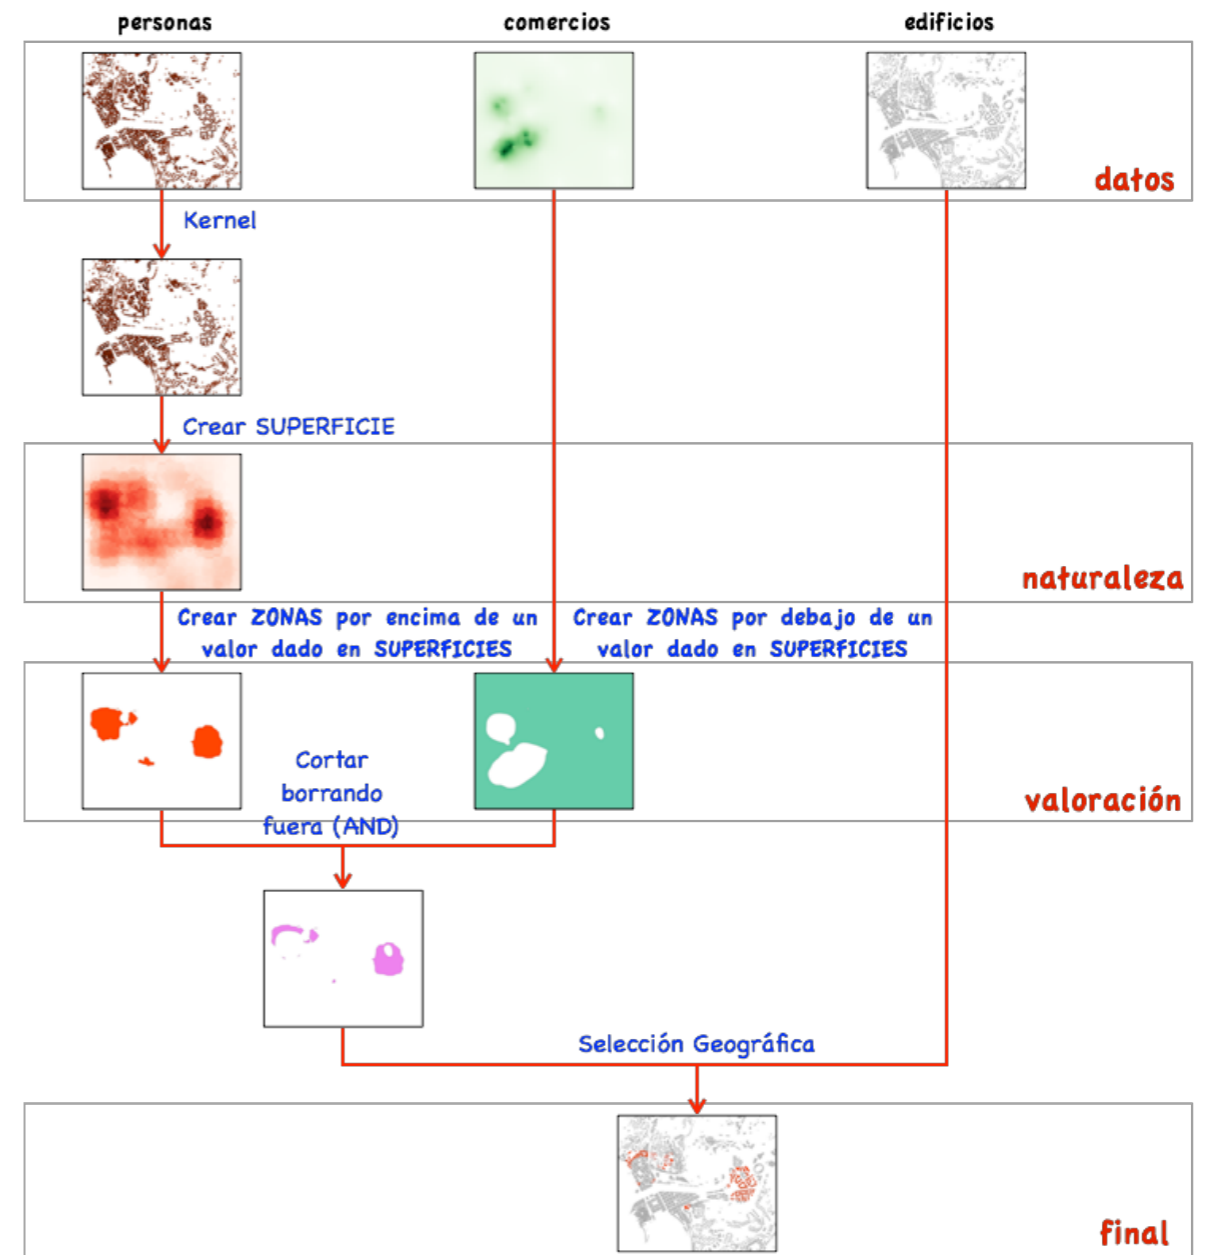 personas
comercios
edificios
datos
Kernel
Crear SUPERFICIE
naturaleza
Crear ZONAS por encima de un
valor dado en SUPERFICIES
Crear ZONAS por debajo de un
valor dado en SUPERFICIES
Cortar
borrando
fuera (AND)
valoración
Selección Geográfica
final